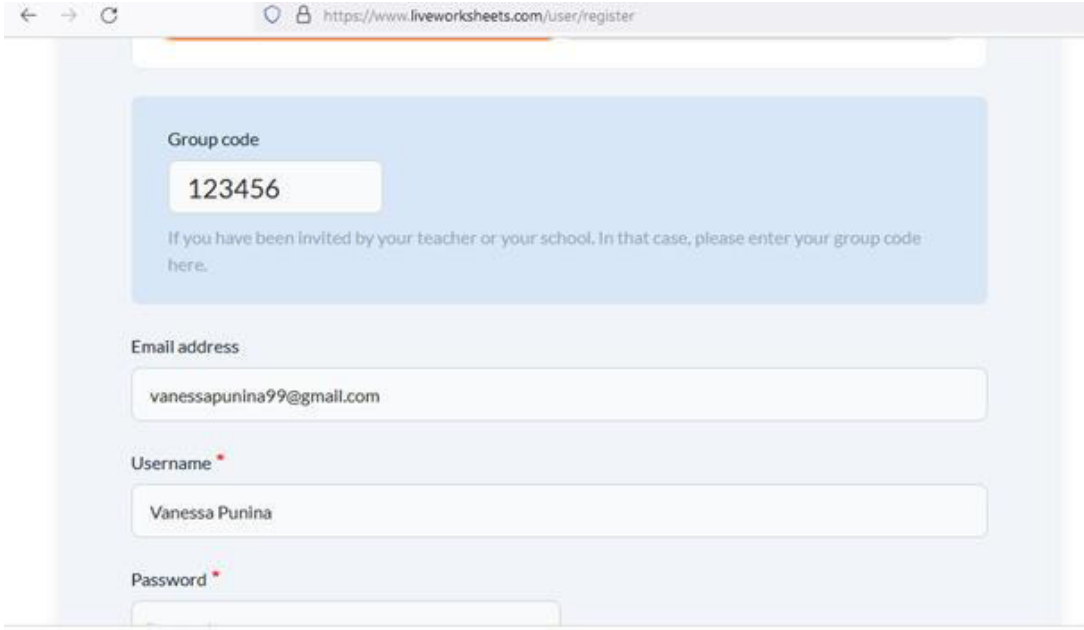 https://www.liveworksheets.com/user/register
Group code
123456
If you have been invited by your teacher or your school. In that case, please enter your group code
here.
Email address
vanessapunina99@gmail.com
Username *
Vanessa Punina
Password *